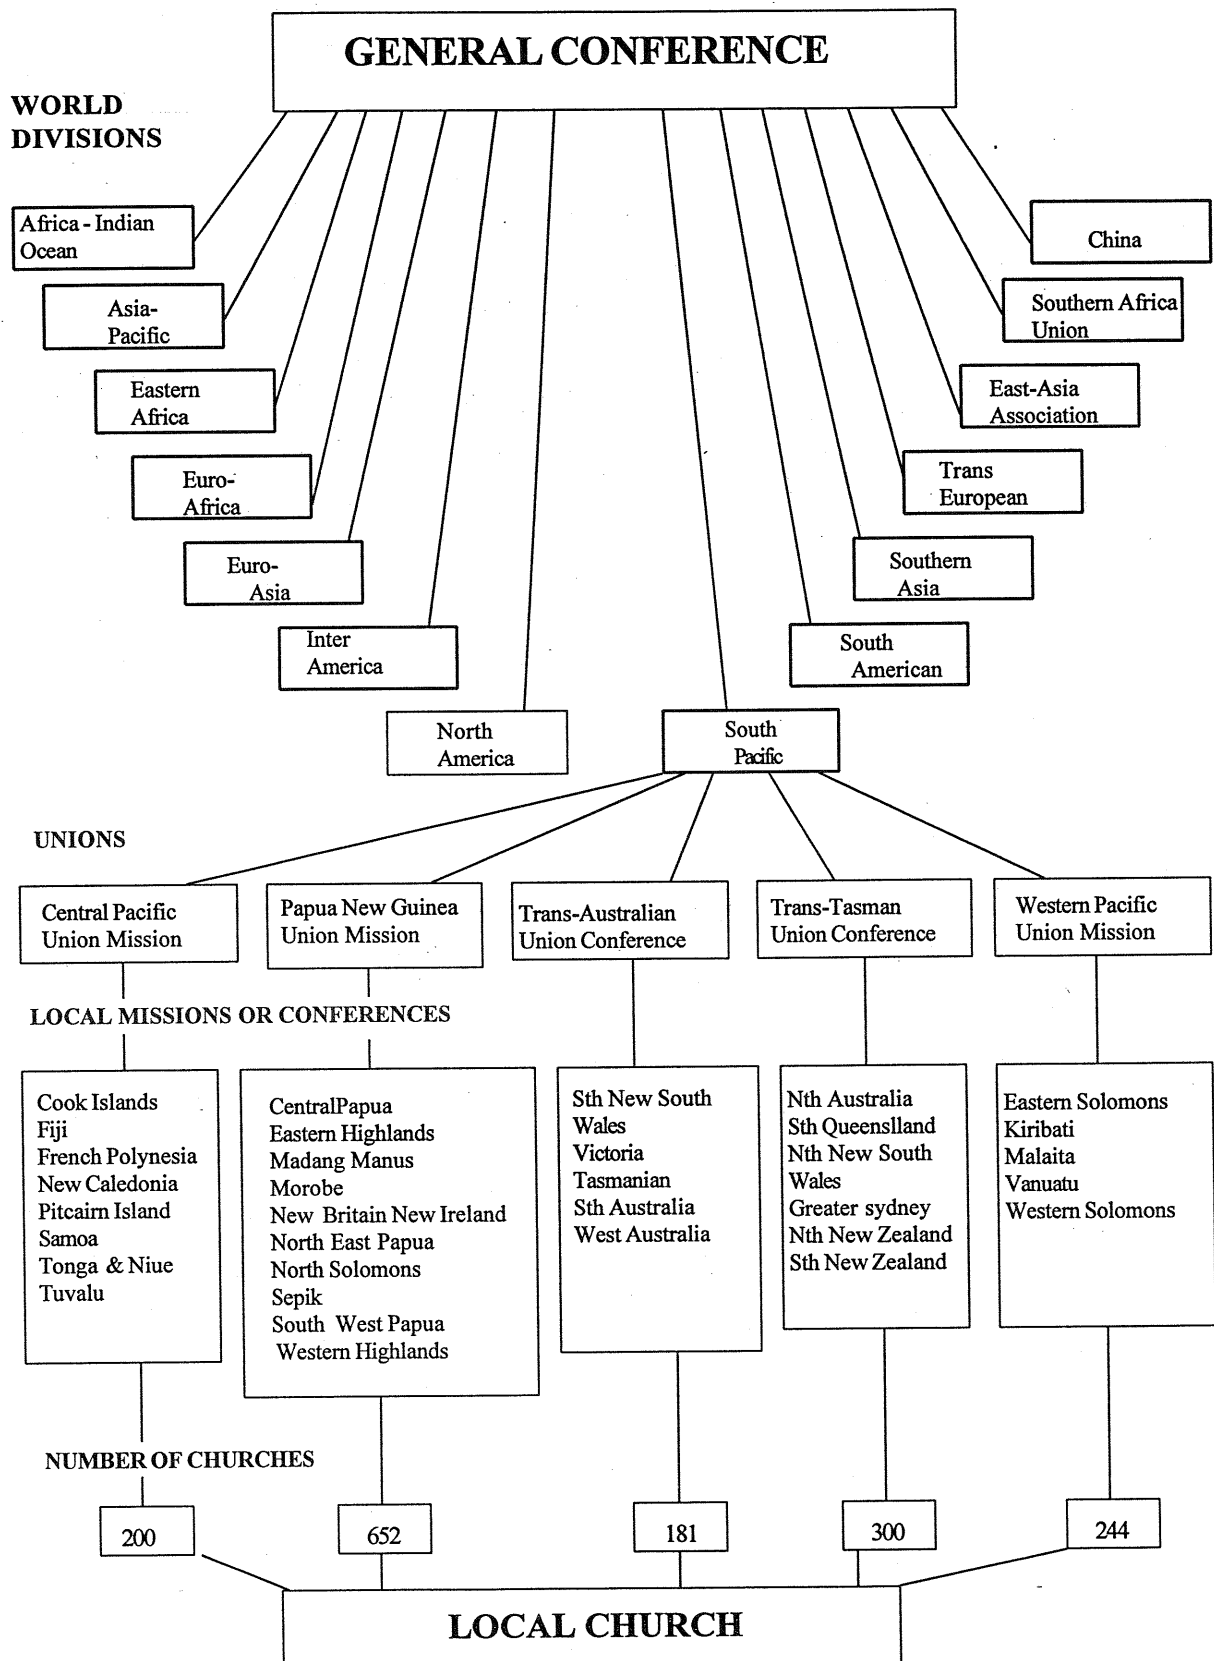 GENERAL CONFERENCE
WORLD
DIVISIONS
Africa - Indian
Ocean
China
Asia-
Pacific
Southern Africa
Union
Eastern
Africa
East-Asia
Association
Euro-
Africa
Trans
European
Euro-
Asia
Southern
Asia
Inter
America
South
American
North
America
South
Pacific
UNIONS
Central Pacific
Union Mission
Papua New Guinea
Union Mission
Trans-Australian
Union Conference
Trans-Tasman
Union Conference
Western Pacific
Union Mission
LOCAL MISSIONS OR CONFERENCES
Cook Islands
Fiji
French Polynesia
New Caledonia
Pitcairn Island
Samoa
Tonga & Niue
Tuvalu
CentralPapua
Eastern Highlands
Madang Manus
Morobe
New Britain New Ireland
North East Papua
North Solomons
Sepik
South West Papua
Western Highlands
Sth New South
Wales
Victoria
Tasmanian
Sth Australia
West Australia
Nth Australia
Sth Queenslland
Nth New South
Wales
Greater sydney
Nth New Zealand
Sth New Zealand
Eastern Solomons
Kiribati
Malaita
Vanuatu
Western Solomons
NUMBER OF CHURCHES
200
652
181
300
244
LOCAL CHURCH